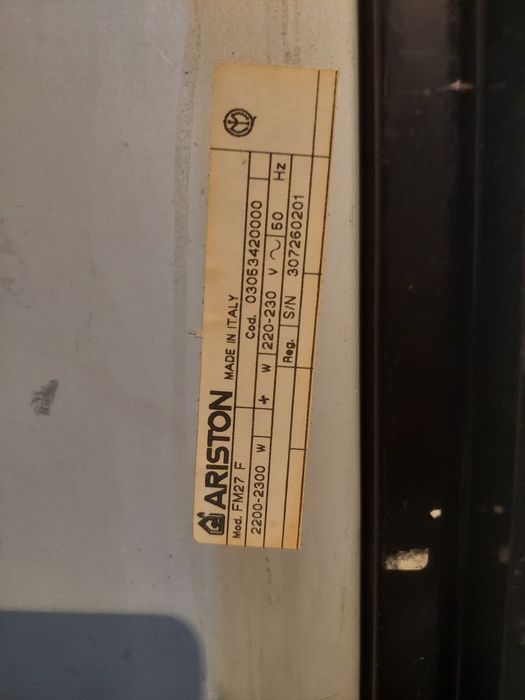 ARISTON MADE IN ITALY
Mod. FM27 F Cod. 03053420000
2200-2300 W W 220-230 V ~ 50 Hz
Reg. S/N 307260201